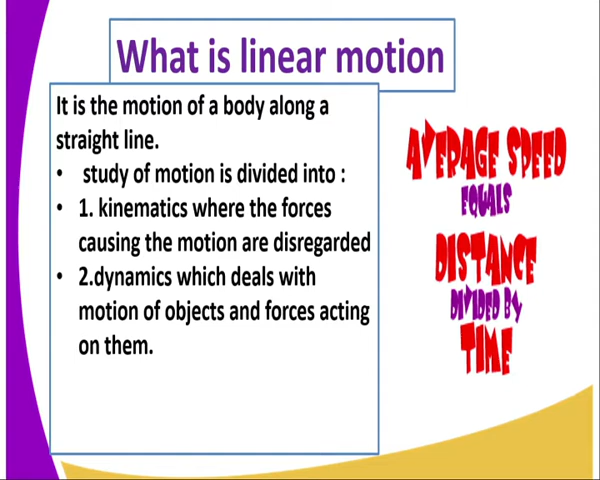 What is linear motion
It is the motion of a body along a
straight line.
• study of motion is divided into :
• 1. kinematics where the forces
causing the motion are disregarded
• 2.dynamics which deals with
motion of objects and forces acting
on them.
AVERAGE SPEED
EQUALS
DISTANCE
DIVIDED BY
TIME